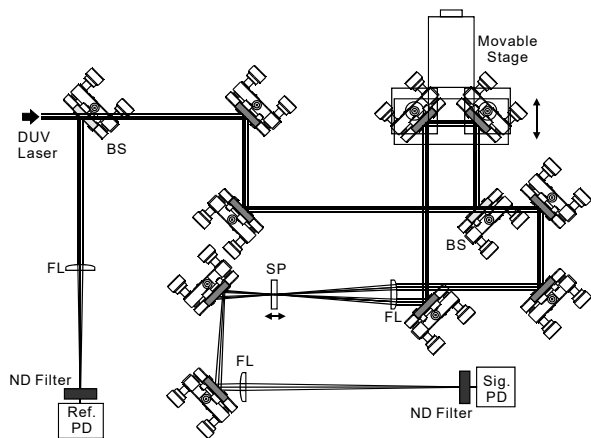 Movable
Stage
DUV
Laser
BS
BS
SP
FL
FL
FL
ND Filter
Ref.
PD
Sig.
PD
ND Filter